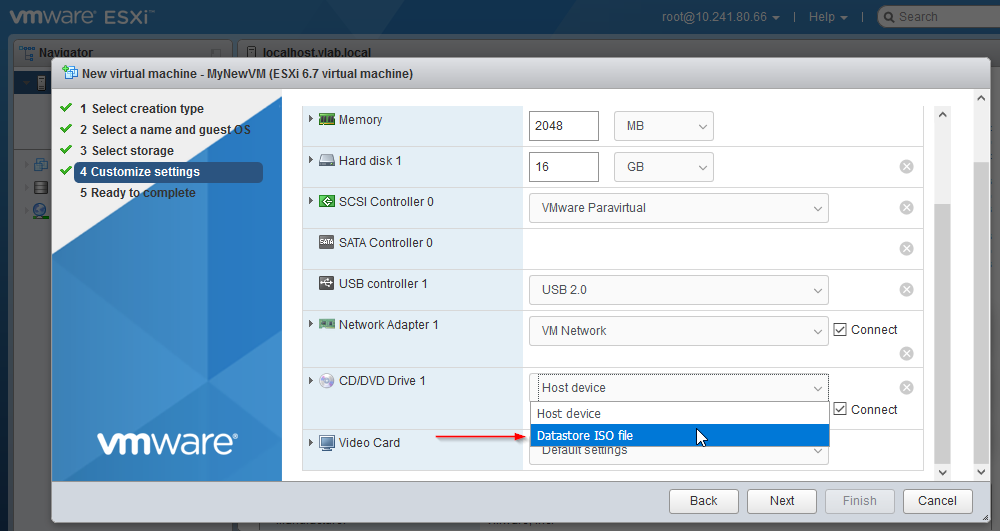 vmware ESXi
root@10.241.80.66 | Help | Search
Navigator
localhost.vlab.local
New virtual machine - MyNewVM (ESXi 6.7 virtual machine)
1 Select creation type
2 Select a name and guest OS
3 Select storage
4 Customize settings
5 Ready to complete
vmware
Memory
2048
MB
Hard disk 1
16
GB
SCSI Controller 0
VMware Paravirtual
SATA
SATA Controller 0
USB controller 1
USB 2.0
Network Adapter 1
VM Network
Connect
CD/DVD Drive 1
Host device
Host device
Connect
Datastore ISO file
Video Card
Default settings
Back
Next
Finish
Cancel